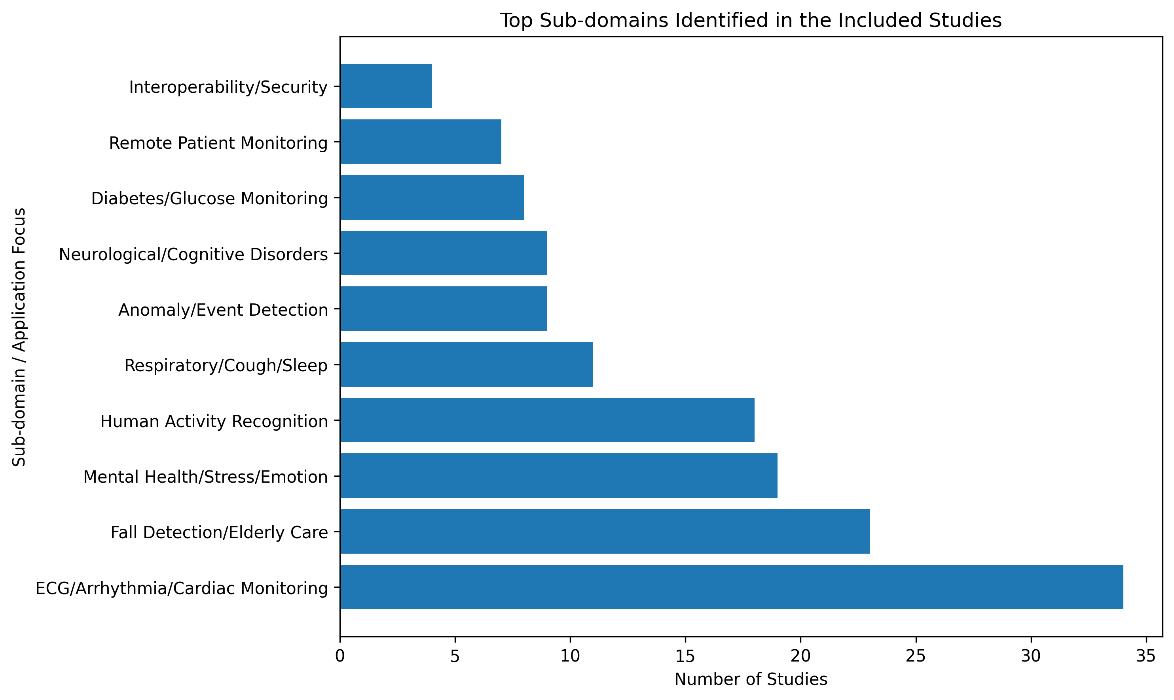 Top Sub-domains Identified in the Included Studies
Sub-domain / Application Focus
Interoperability/Security
Remote Patient Monitoring
Diabetes/Glucose Monitoring
Neurological/Cognitive Disorders
Anomaly/Event Detection
Respiratory/Cough/Sleep
Human Activity Recognition
Mental Health/Stress/Emotion
Fall Detection/Elderly Care
ECG/Arrhythmia/Cardiac Monitoring
0 5 10 15 20 25 30 35
Number of Studies